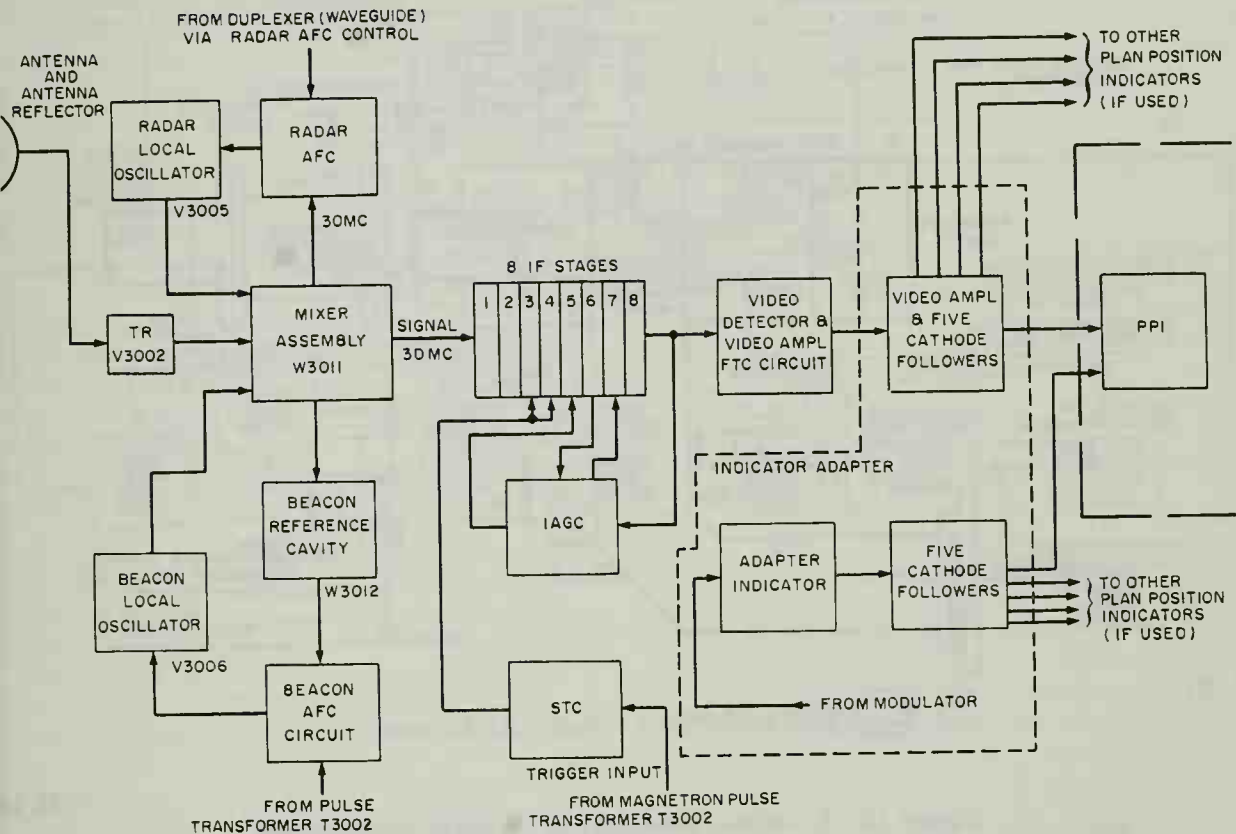 FROM DUPLEXER (WAVEGUIDE)
VIA RADAR AFC CONTROL
ANTENNA
AND
ANTENNA
REFLECTOR
RADAR
LOCAL
OSCILLATOR
V3005
RADAR
AFC
30MC
TO OTHER
PLAN POSITION
INDICATORS
(IF USED)
TR
V3002
MIXER
ASSEMBLY
W3011
SIGNAL
30MC
8 IF STAGES
1 2 3 4 5 6 7 8
VIDEO
DETECTOR &
VIDEO AMPL
FTC CIRCUIT
VIDEO AMPL
& FIVE
CATHODE
FOLLOWERS
PPI
INDICATOR ADAPTER
BEACON
REFERENCE
CAVITY
W3012
IAGC
ADAPTER
INDICATOR
FIVE
CATHODE
FOLLOWERS
TO OTHER
PLAN POSITION
INDICATORS
(IF USED)
BEACON
LOCAL
OSCILLATOR
V3006
BEACON
AFC
CIRCUIT
STC
FROM MODULATOR
TRIGGER INPUT
FROM PULSE
TRANSFORMER T3002
FROM MAGNETRON PULSE
TRANSFORMER T3002